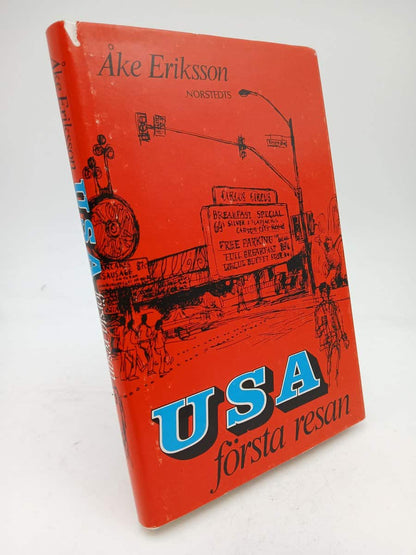 Åke Eriksson
NORSTEDTS
CIRCUS CIRCUS
BREAKFAST SPECIAL
FREE PARKING
FULL BREAKFAST
USA
första resan
Åke Eriksson
USA